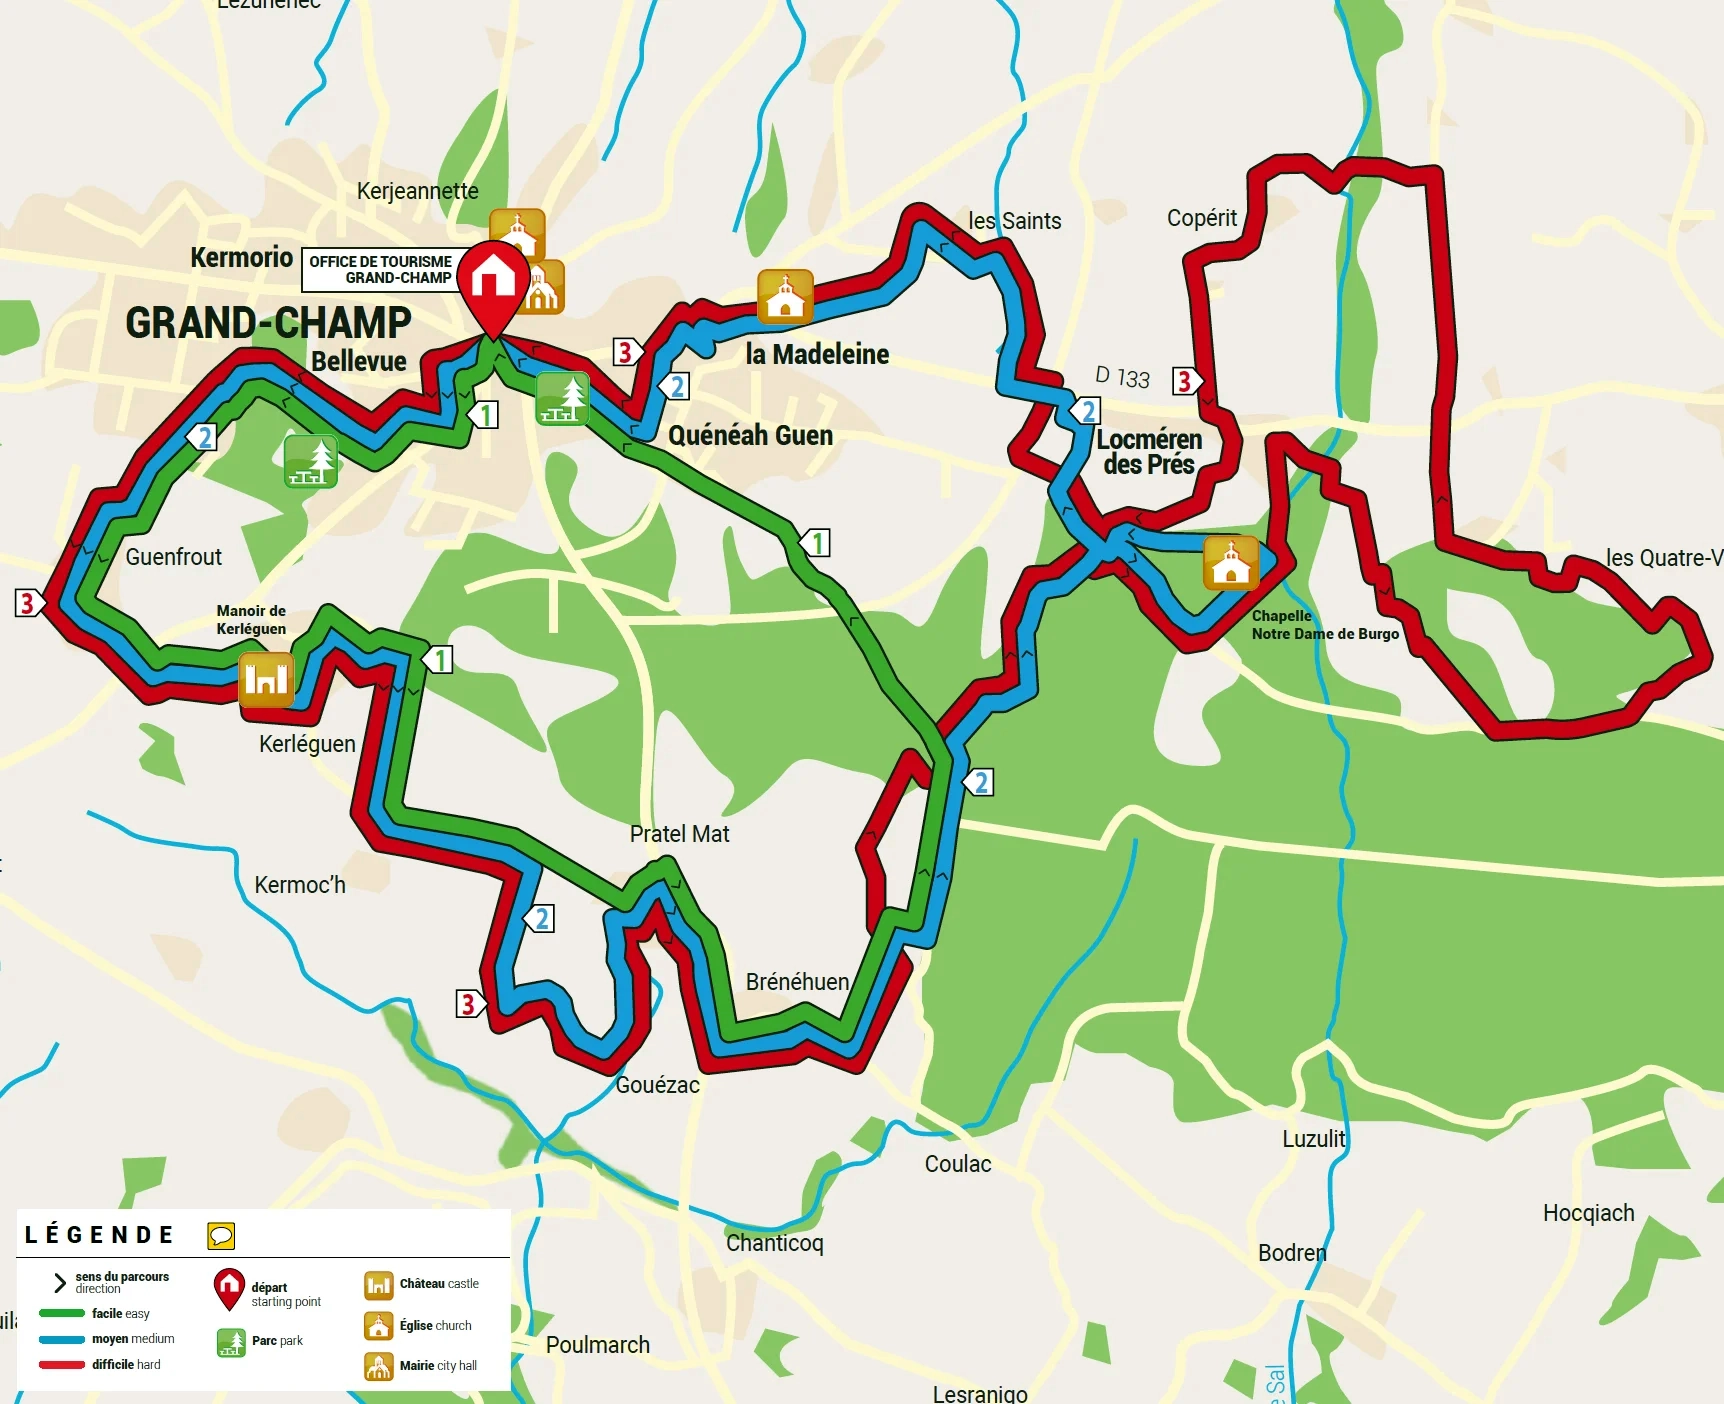 Lezunenec
Kerjeannette
Kermorio
OFFICE DE TOURISME
GRAND-CHAMP
GRAND-CHAMP
Bellevue
les Saints
Copérit
la Madeleine
D 133
3
2
3
2
1
2
Quénéah Guen
Locméren
des Prés
1
Guenfrout
les Quatre-V
3
Manoir de
Kerléguen
Chapelle
Notre Dame de Burgo
1
Kerléguen
2
Pratel Mat
Kermoc'h
2
Brénéhuen
3
Gouézac
Luzulit
Coulac
Hocqiach
Chanticoq
Bodren
Poulmarch
Lesranigo
Sal
LÉGENDE
sens du parcours
direction
facile easy
moyen medium
difficile hard
départ
starting point
Parc park
Château castle
Église church
Mairie city hall